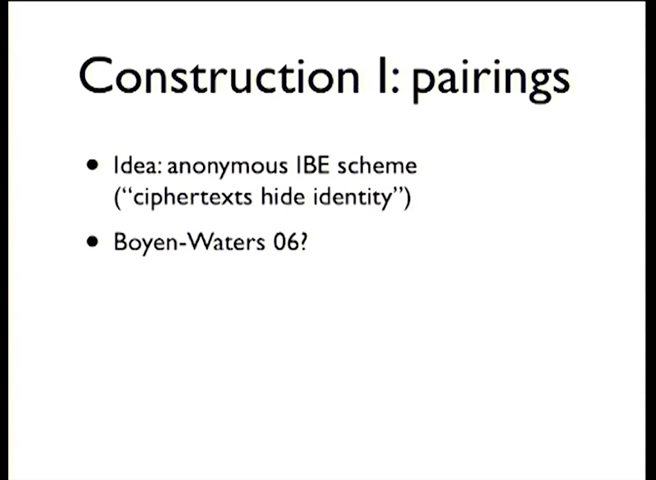 Construction I: pairings
• Idea: anonymous IBE scheme
(“ciphertexts hide identity”)
• Boyen-Waters 06?